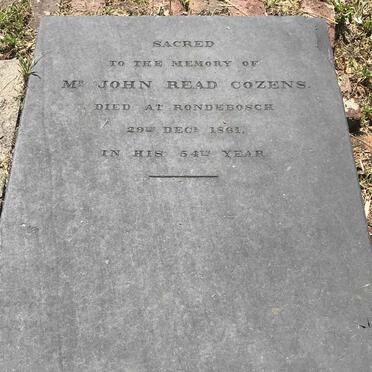 SACRED
TO THE MEMORY OF
MR JOHN READ COZENS.
DIED AT RONDEBOSCH
29TH DECR 1861,
IN HIS 54TH YEAR